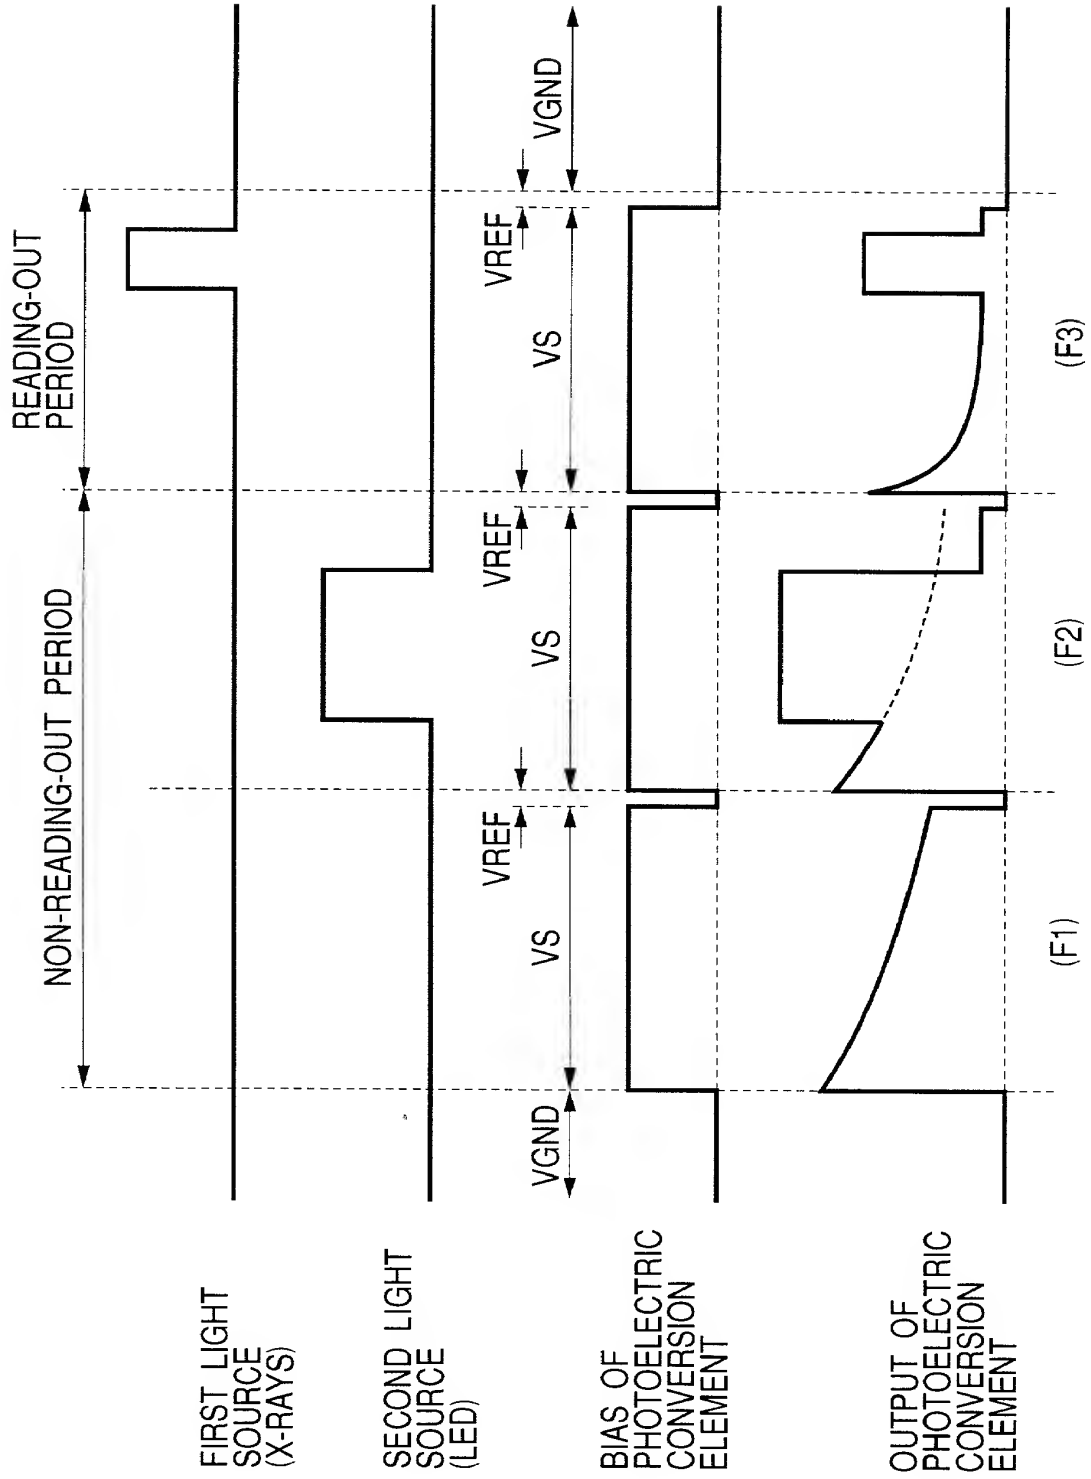 NON-READING-OUT PERIOD
READING-OUT
PERIOD
FIRST LIGHT
SOURCE
(X-RAYS)
SECOND LIGHT
SOURCE
(LED)
VREF
VREF
VREF
VGND
VS
VS
VS
VGND
BIAS OF
PHOTOELECTRIC
CONVERSION
ELEMENT
OUTPUT OF
PHOTOELECTRIC
CONVERSION
ELEMENT
(F1)
(F2)
(F3)